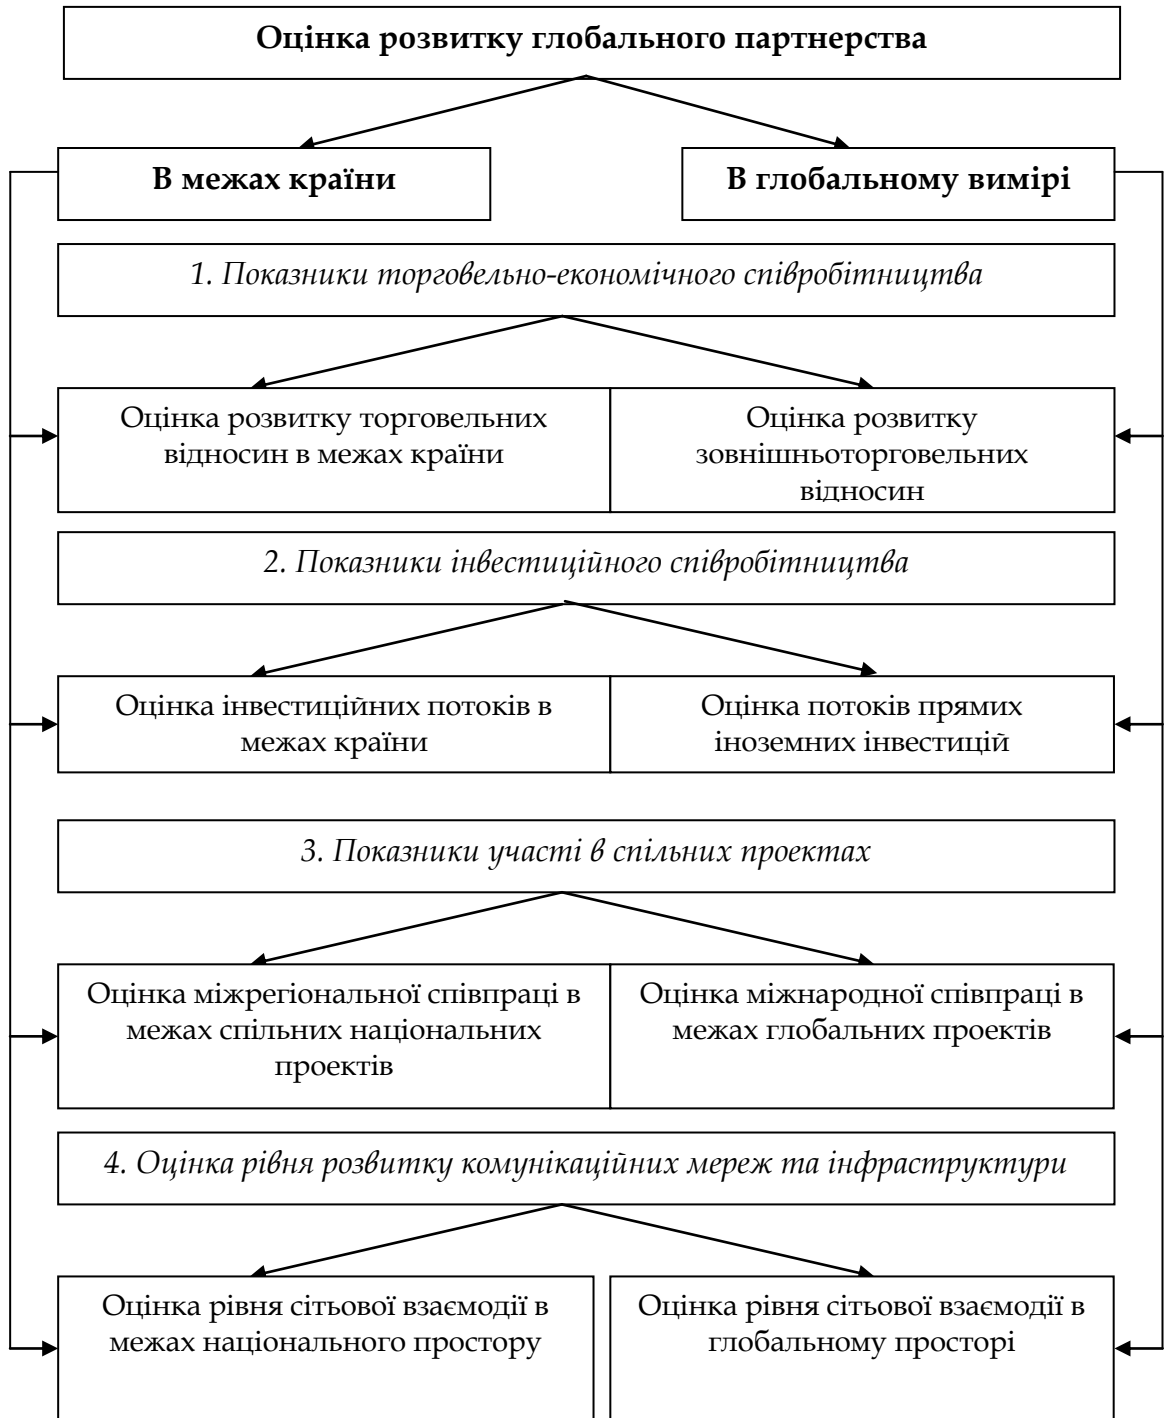 Оцінка розвитку глобального партнерства
В межах країни
В глобальному вимірі
1. Показники торговельно-економічного співробітництва
Оцінка розвитку торговельних
відносин в межах країни
Оцінка розвитку
зовнішньоторговельних
відносин
2. Показники інвестиційного співробітництва
Оцінка інвестиційних потоків в
межах країни
Оцінка потоків прямих
іноземних інвестицій
3. Показники участі в спільних проектах
Оцінка міжрегіональної співпраці в
межах спільних національних
проектів
Оцінка міжнародної співпраці в
межах глобальних проектів
4. Оцінка рівня розвитку комунікаційних мереж та інфраструктури
Оцінка рівня сітьової взаємодії в
межах національного простору
Оцінка рівня сітьової взаємодії в
глобальному просторі